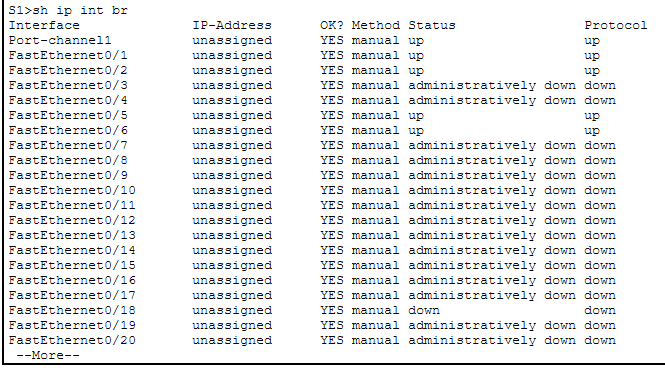 S1>sh ip int br
Interface IP-Address OK? Method Status Protocol
Port-channel1 unassigned YES manual up up
FastEthernet0/1 unassigned YES manual up up
FastEthernet0/2 unassigned YES manual up up
FastEthernet0/3 unassigned YES manual administratively down down
FastEthernet0/4 unassigned YES manual administratively down down
FastEthernet0/5 unassigned YES manual up up
FastEthernet0/6 unassigned YES manual up up
FastEthernet0/7 unassigned YES manual administratively down down
FastEthernet0/8 unassigned YES manual administratively down down
FastEthernet0/9 unassigned YES manual administratively down down
FastEthernet0/10 unassigned YES manual administratively down down
FastEthernet0/11 unassigned YES manual administratively down down
FastEthernet0/12 unassigned YES manual administratively down down
FastEthernet0/13 unassigned YES manual administratively down down
FastEthernet0/14 unassigned YES manual administratively down down
FastEthernet0/15 unassigned YES manual administratively down down
FastEthernet0/16 unassigned YES manual administratively down down
FastEthernet0/17 unassigned YES manual administratively down down
FastEthernet0/18 unassigned YES manual down down
FastEthernet0/19 unassigned YES manual administratively down down
FastEthernet0/20 unassigned YES manual administratively down down
--More--